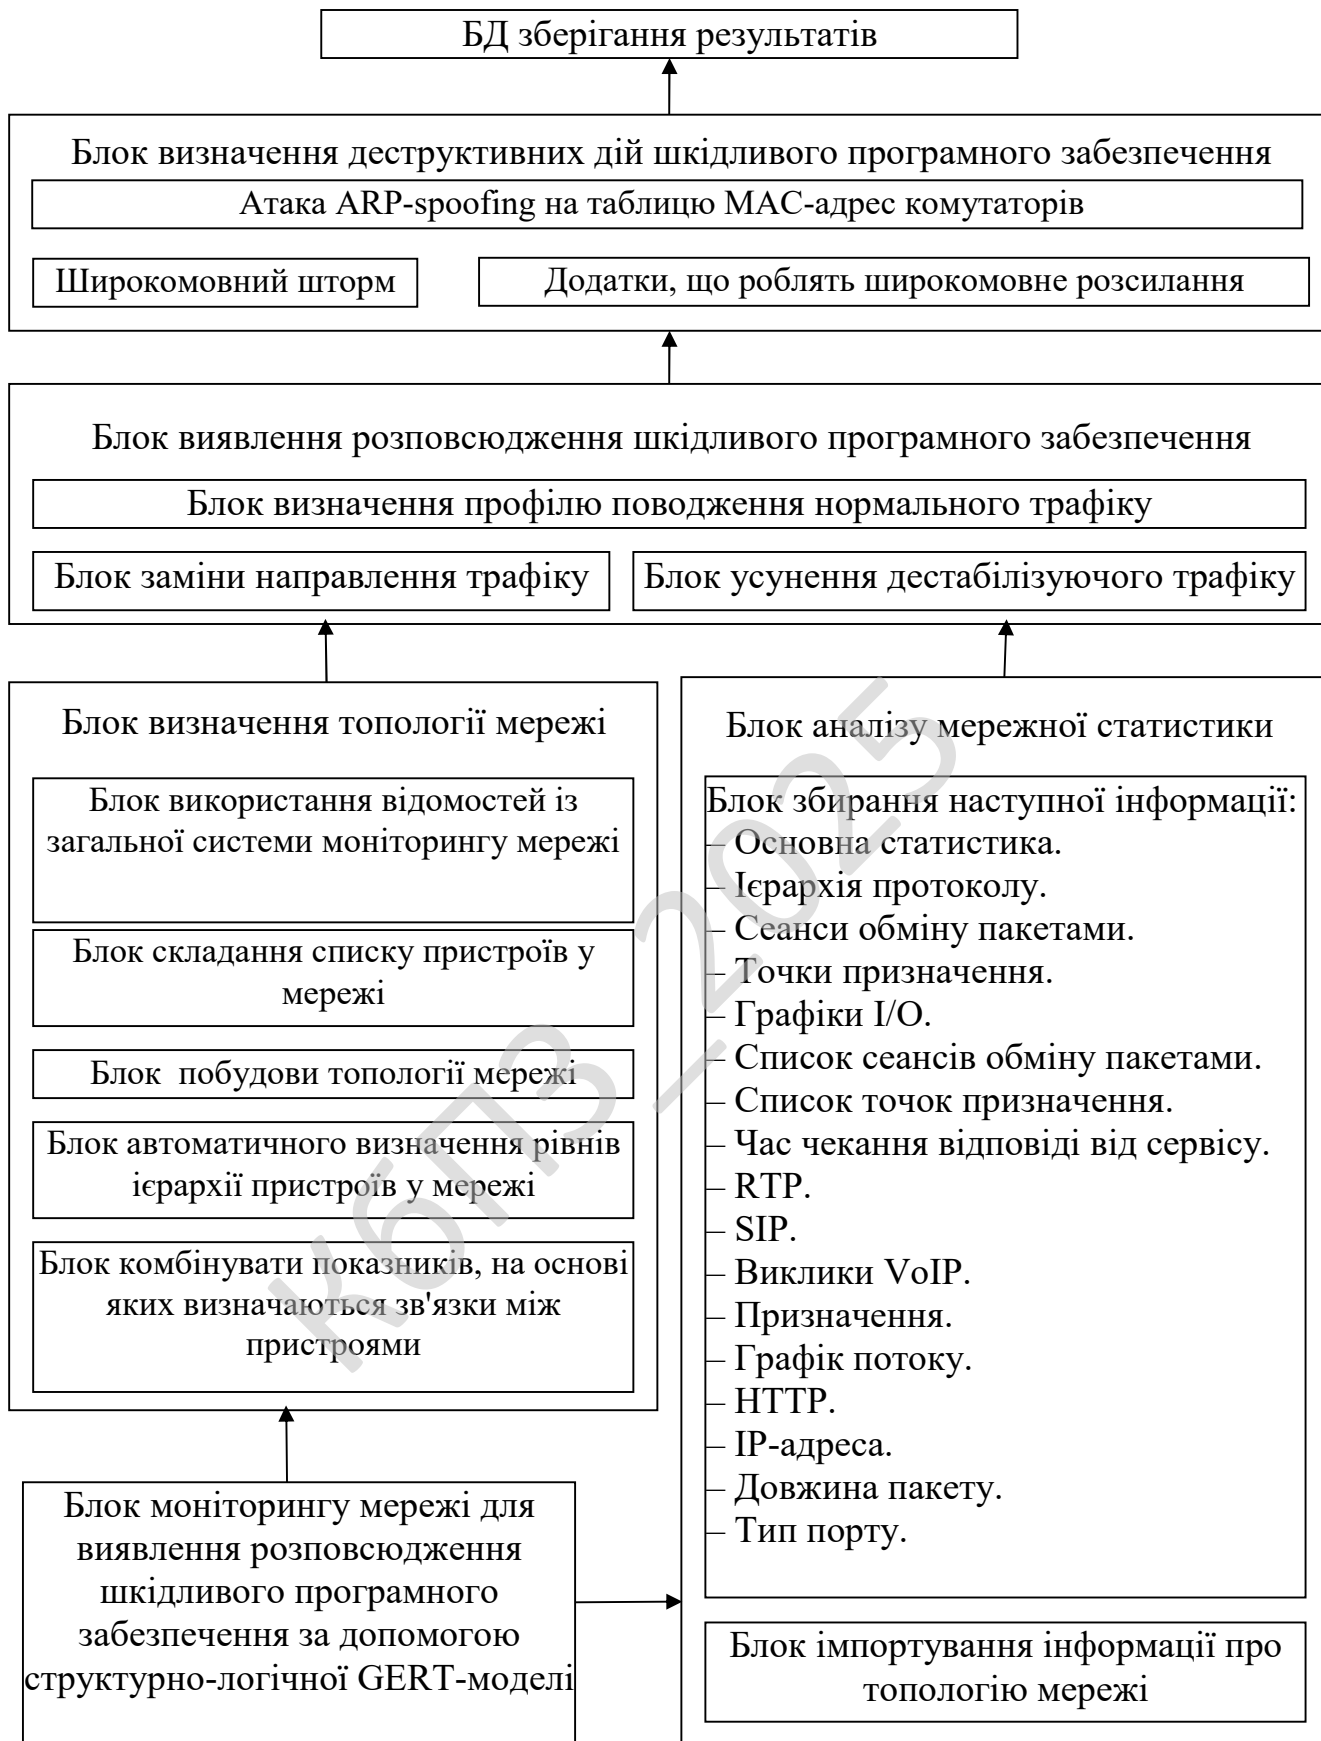 БД зберігання результатів
Блок визначення деструктивних дій шкідливого програмного забезпечення
Атака ARP-spoofing на таблицю MAC-адрес комутаторів
Широкомовний шторм
Додатки, що роблять широкомовне розсилання
Блок виявлення розповсюдження шкідливого програмного забезпечення
Блок визначення профілю поводження нормального трафіку
Блок заміни направлення трафіку
Блок усунення дестабілізуючого трафіку
Блок визначення топології мережі
Блок використання відомостей із
загальної системи моніторингу мережі
Блок складання списку пристроїв у
мережі
Блок побудови топології мережі
Блок автоматичного визначення рівнів
ієрархії пристроїв у мережі
Блок комбінувати показників, на основі
яких визначаються зв'язки між
пристроями
Блок моніторингу мережі для
виявлення розповсюдження
шкідливого програмного
забезпечення за допомогою
структурно-логічної GERT-моделі
Блок аналізу мережної статистики
Блок збирання наступної інформації:
– Основна статистика.
– Ієрархія протоколу.
– Сеанси обміну пакетами.
– Точки призначення.
– Графіки I/O.
– Список сеансів обміну пакетами.
– Список точок призначення.
– Час чекання відповіді від сервісу.
– RTP.
– SIP.
– Виклики VoIP.
– Призначення.
– Графік потоку.
– HTTP.
– IP-адреса.
– Довжина пакету.
– Тип порту.
Блок імпортування інформації про
топологію мережі
КбПЗ_2025